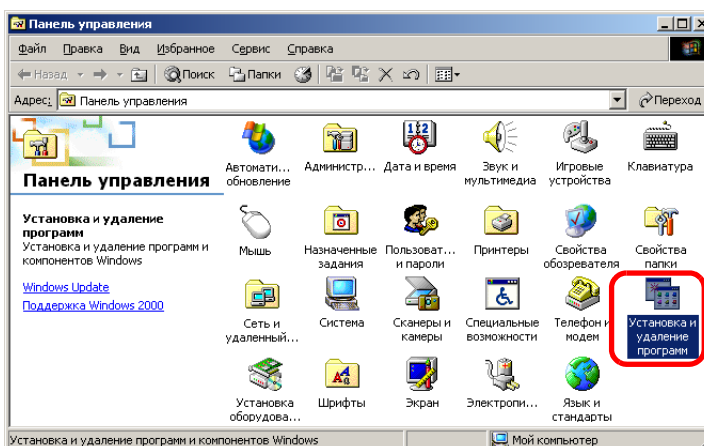 Панель управления
Файл Правка Вид Избранное Сервис Справка
Назад Поиск Папки
Адрес: Панель управления Переход
Панель управления
Установка и удаление
программ
Установка и удаление программ и
компонентов Windows
Windows Update
Поддержка Windows 2000
Автомати...
обновление
Администр...
Дата и время
Звук и
мультимедиа
Игровые
устройства
Клавиатура
Мышь
Назначенные
задания
Пользоват...
и пароли
Принтеры
Свойства
обозревателя
Свойства
папки
Сеть и
удаленный...
Система
Сканеры и
камеры
Специальные
возможности
Телефон и
модем
Установка и
удаление
программ
Установка
оборудова...
Шрифты
Экран
Электропи...
Язык и
стандарты
Установка и удаление программ и компонентов Windows Мой компьютер